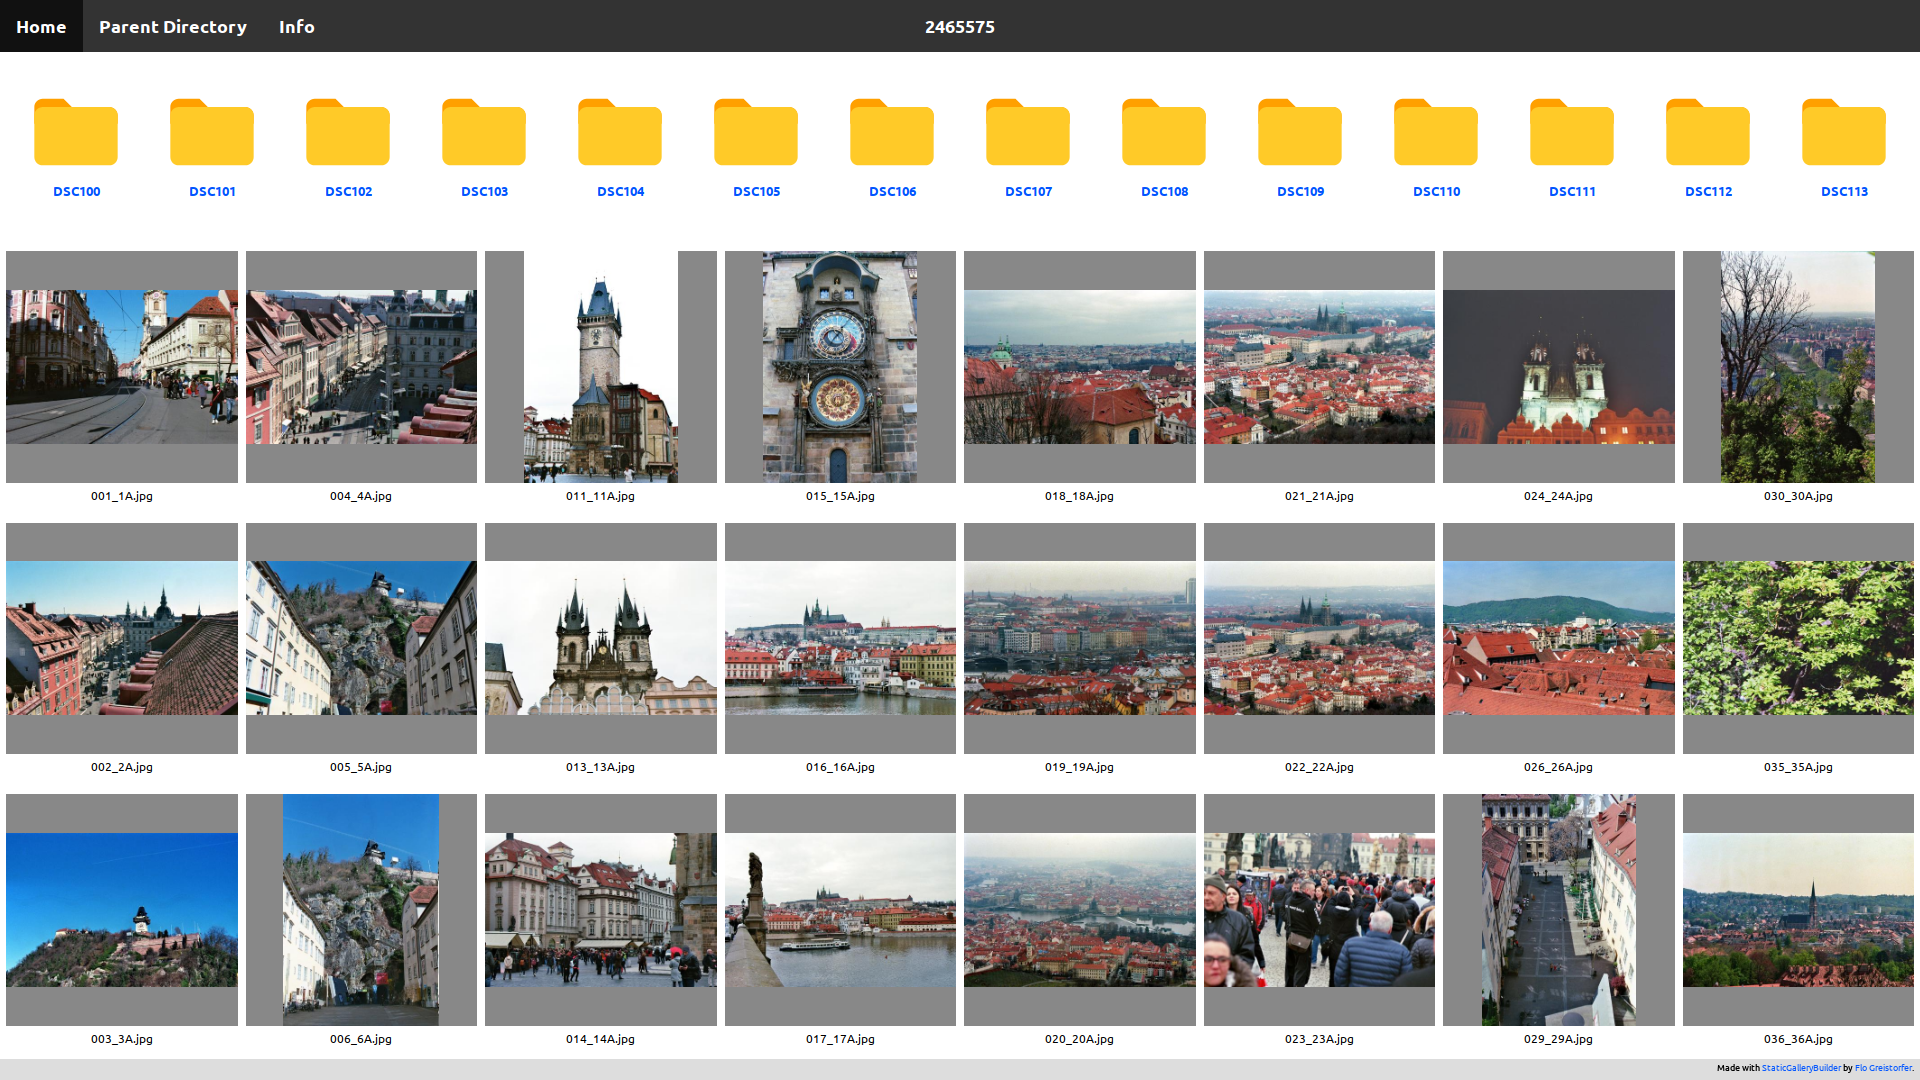 Home Parent Directory Info 2465575
DSC100 DSC101 DSC102 DSC103 DSC104 DSC105 DSC106 DSC107 DSC108 DSC109 DSC110 DSC111 DSC112 DSC113
001_1A.jpg 004_4A.jpg 011_11A.jpg 015_15A.jpg 018_18A.jpg 021_21A.jpg 024_24A.jpg 030_30A.jpg
002_2A.jpg 005_5A.jpg 013_13A.jpg 016_16A.jpg 019_19A.jpg 022_22A.jpg 026_26A.jpg 035_35A.jpg
003_3A.jpg 006_6A.jpg 014_14A.jpg 017_17A.jpg 020_20A.jpg 023_23A.jpg 029_29A.jpg 036_36A.jpg
Made with StaticGalleryBuilder by Flo Greistorfer.